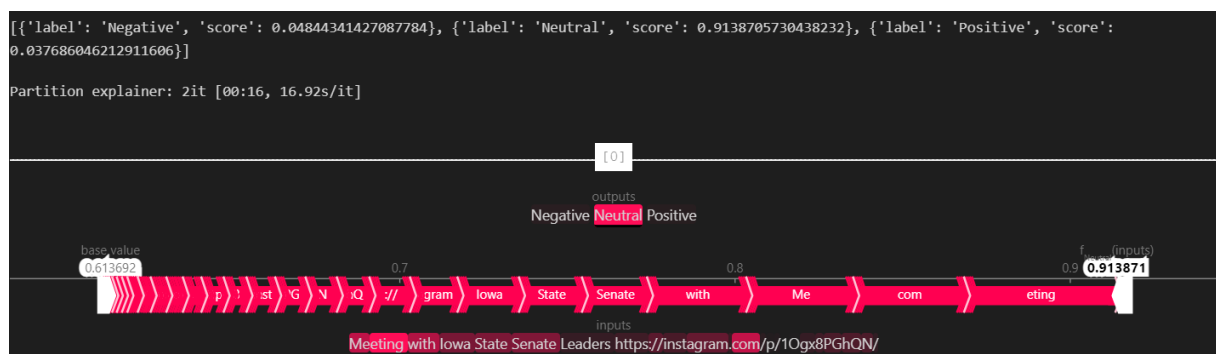 [{'label': 'Negative', 'score': 0.04844341427087784}, {'label': 'Neutral', 'score': 0.9138705730438232}, {'label': 'Positive', 'score':
0.037686046212911606}]
Partition explainer: 2it [00:16, 16.92s/it]
[0]
outputs
Negative Neutral Positive
base value f (inputs)
0.613692 0.7 0.8 0.9 0.913871
p st 'G N Q :// gram Iowa State Senate with Me com eting
inputs
Meeting with Iowa State Senate Leaders https://instagram.com/p/1Ogx8PGhQN/